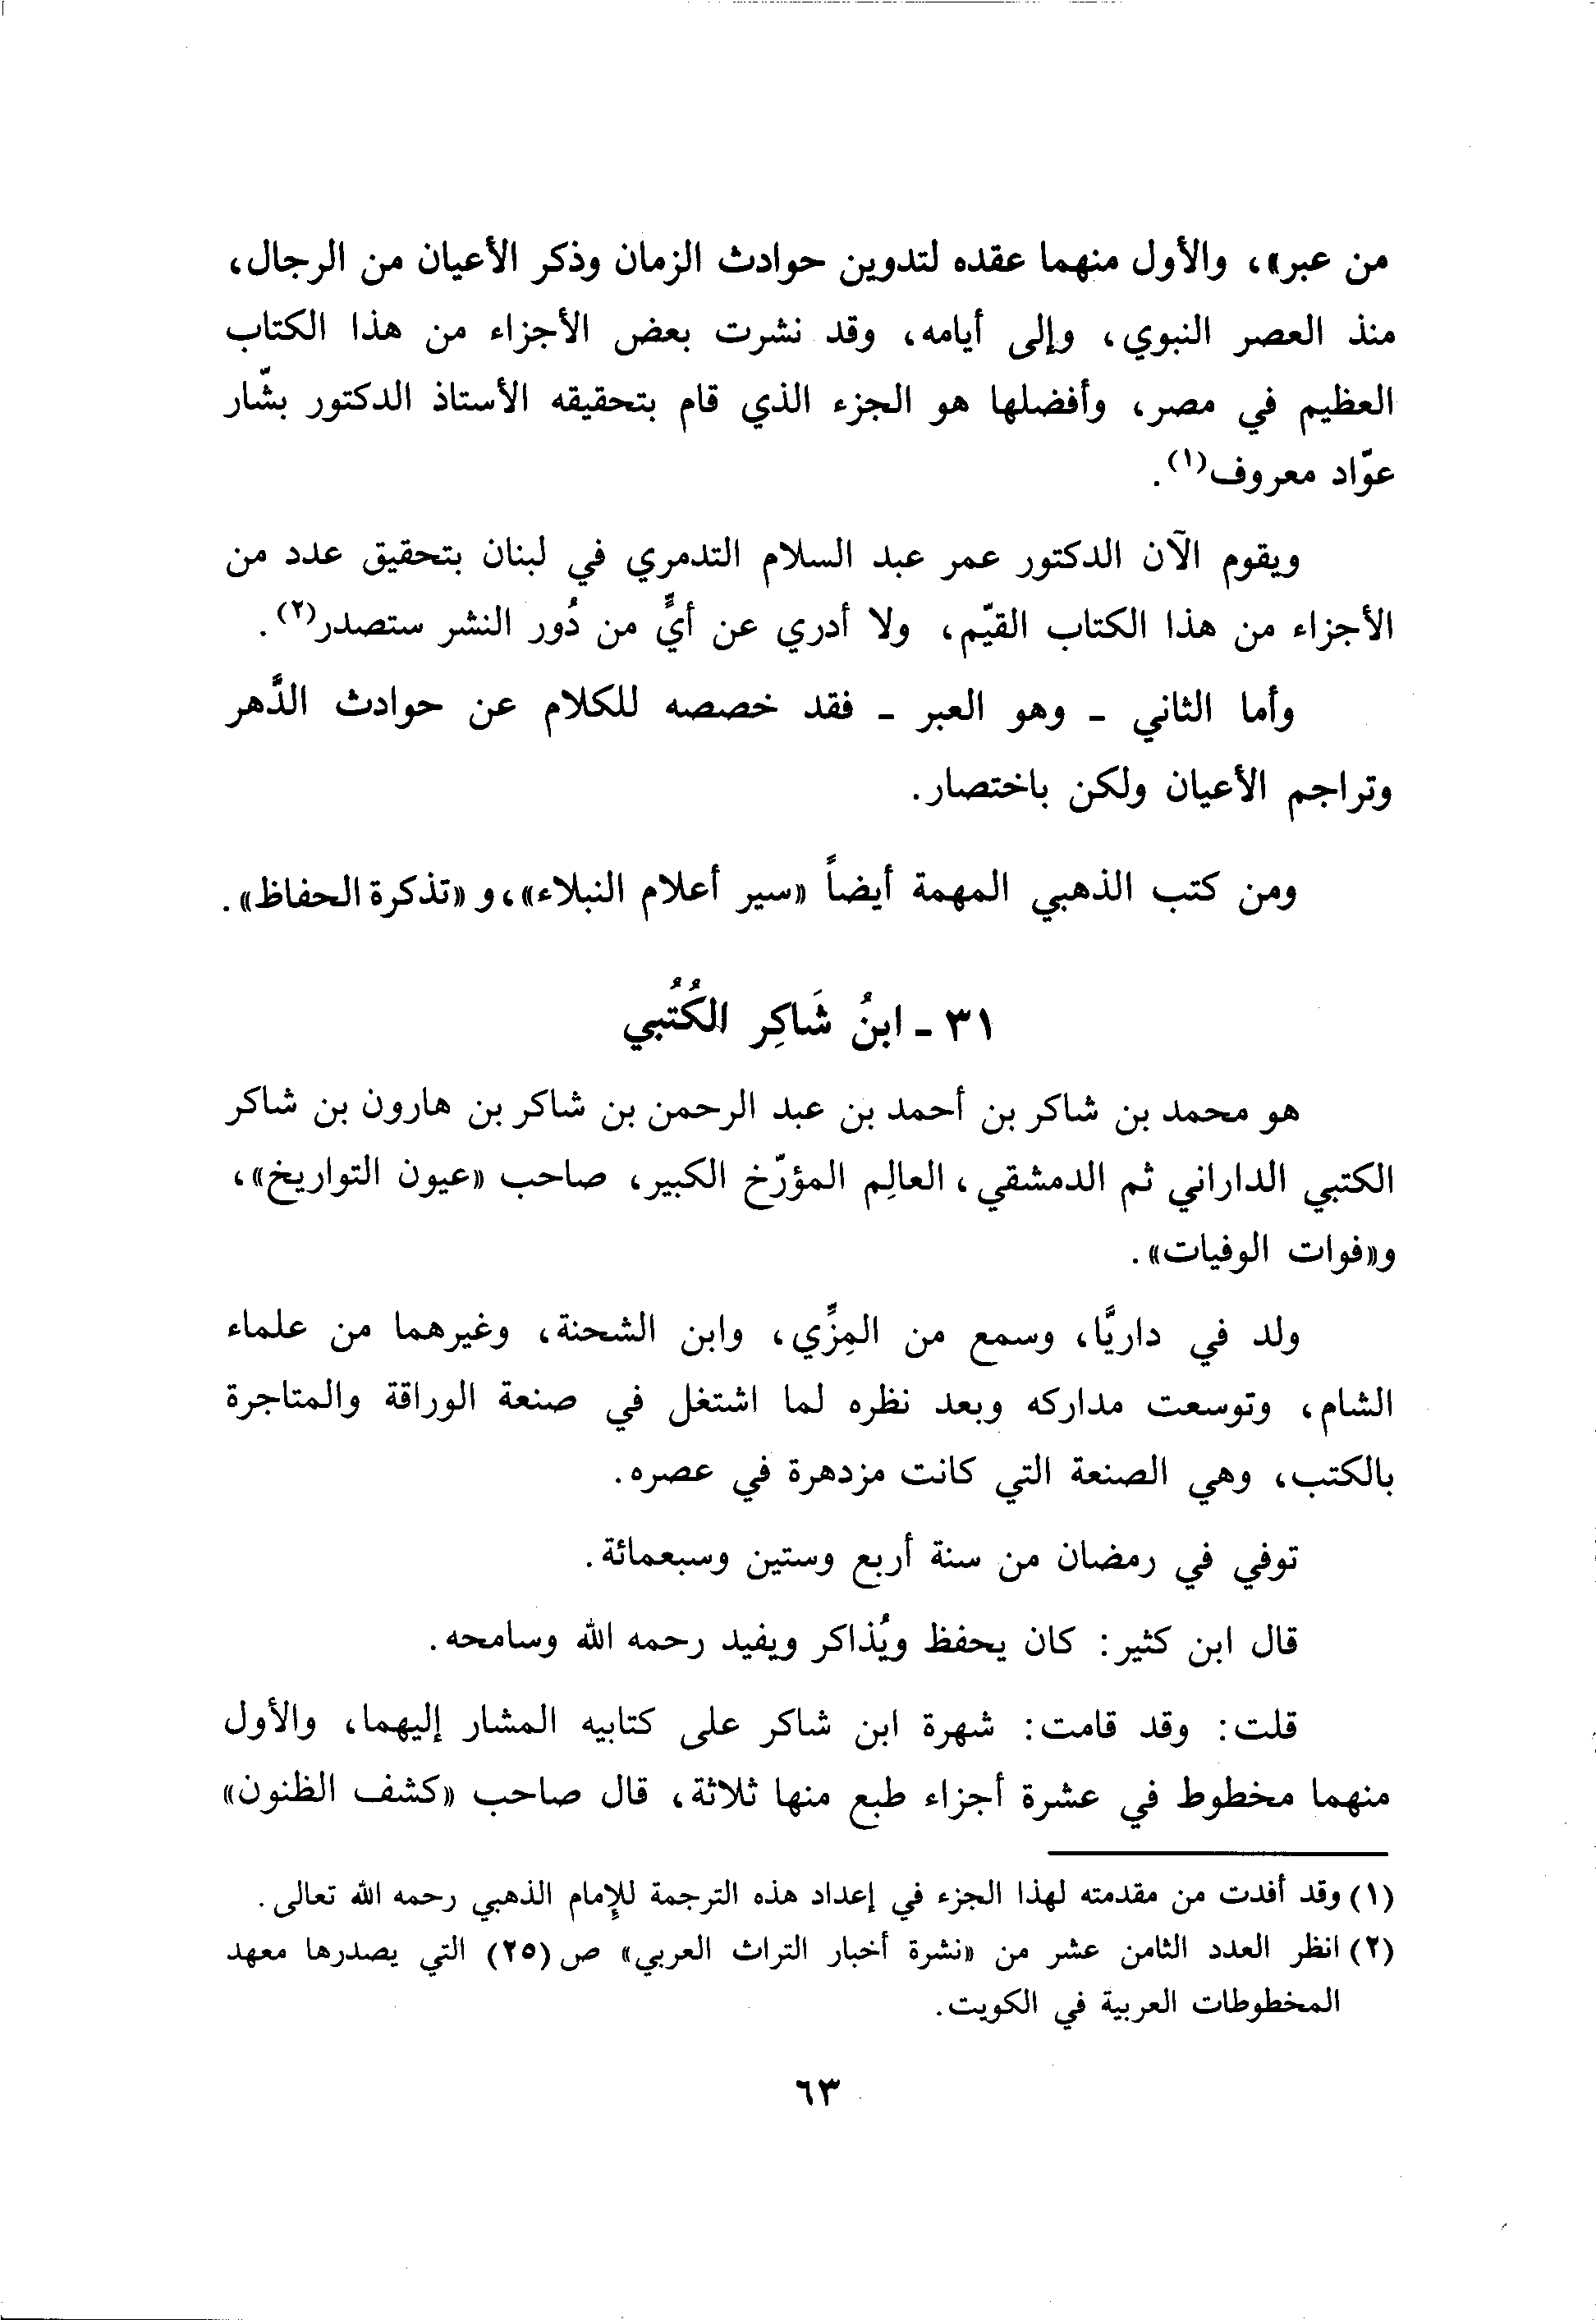 من عبر»، والأول منهما عقده لتدوين حوادث الزمان وذكر الأعيان من الرجال،
منذ العصر النبوي، وإلى أيامه، وقد نشرت بعض الأجزاء من هذا الكتاب
العظيم في مصر، وأفضلها هو الجزء الذي قام بتحقيقه الأستاذ الدكتور بشّار
عوّاد معروف(١).
ويقوم الآن الدكتور عمر عبد السلام التدمري في لبنان بتحقيق عدد من
الأجزاء من هذا الكتاب القيّم، ولا أدري عن أيٍّ من دُور النشر ستصدر(٢).
وأما الثاني - وهو العبر - فقد خصصه للكلام عن حوادث الدَّهر
وتراجم الأعيان ولكن باختصار.
ومن كتب الذهبي المهمة أيضاً «سير أعلام النبلاء»، و «تذكرة الحفاظ».
٣١ - ابنُ شَاكِر الكُتُبي
هو محمد بن شاكر بن أحمد بن عبد الرحمن بن شاكر بن هارون بن شاكر
الكتبي الداراني ثم الدمشقي، العالِم المؤرّخ الكبير، صاحب «عيون التواريخ»،
و«فوات الوفيات».
ولد في داريَّا، وسمع من المِزِّي، وابن الشحنة، وغيرهما من علماء
الشام، وتوسعت مداركه وبعد نظره لما اشتغل في صنعة الوراقة والمتاجرة
بالكتب، وهي الصنعة التي كانت مزدهرة في عصره.
توفي في رمضان من سنة أربع وستين وسبعمائة.
قال ابن كثير: كان يحفظ ويُذاكر ويفيد رحمه الله وسامحه.
قلت: وقد قامت: شهرة ابن شاكر على كتابيه المشار إليهما، والأول
منهما مخطوط في عشرة أجزاء طبع منها ثلاثة، قال صاحب «كشف الظنون»
(١) وقد أفدت من مقدمته لهذا الجزء في إعداد هذه الترجمة للإمام الذهبي رحمه الله تعالى.
(٢) انظر العدد الثامن عشر من «نشرة أخبار التراث العربي» ص (٢٥) التي يصدرها معهد
المخطوطات العربية في الكويت.
٦٣